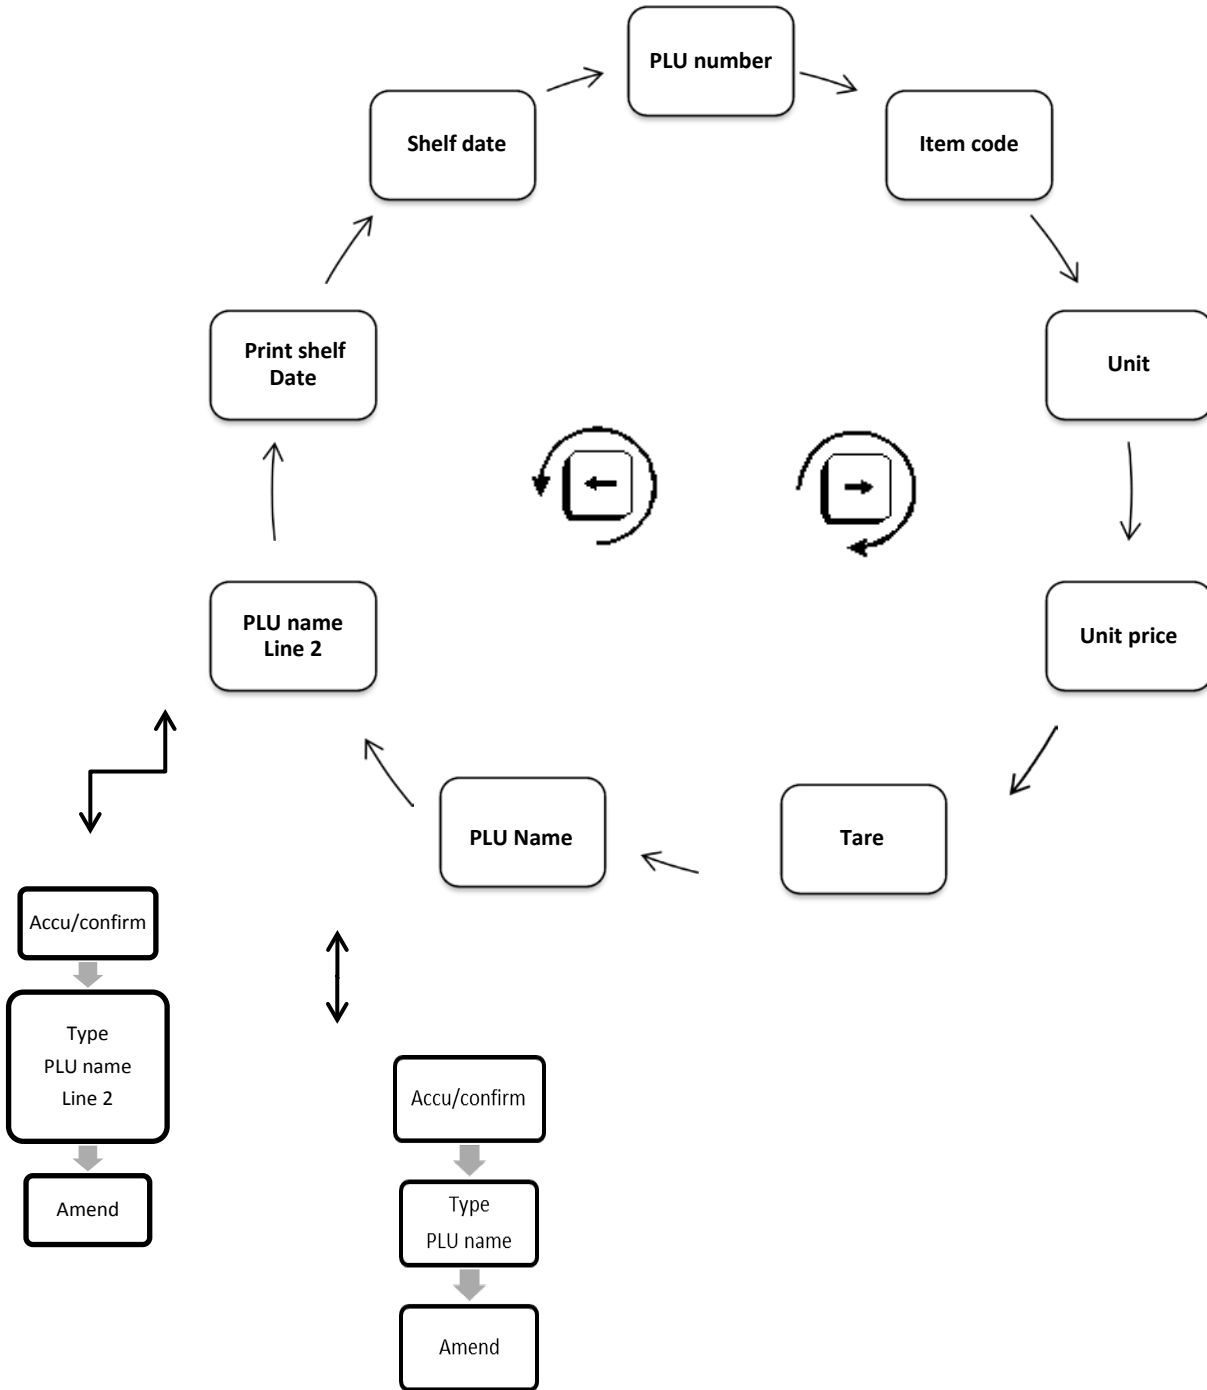 PLU number
Shelf date
Item code
Print shelf
Date
Unit
PLU name
Line 2
Unit price
PLU Name
Tare
Accu/confirm
Type
PLU name
Line 2
Amend
Accu/confirm
Type
PLU name
Amend